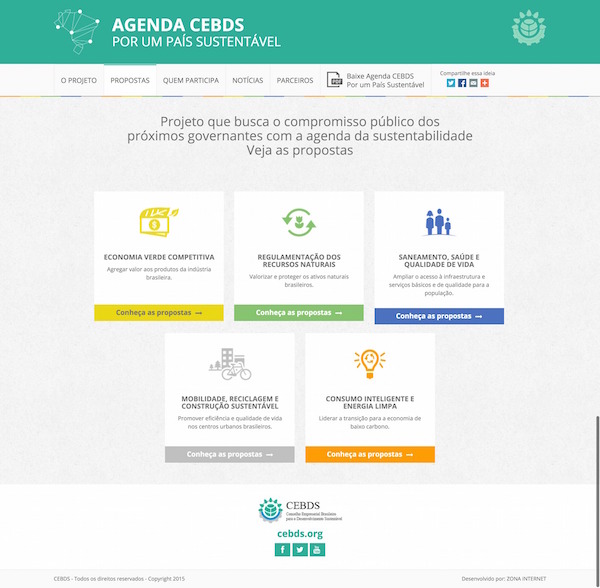 AGENDA CEBDS
POR UM PAÍS SUSTENTÁVEL
O PROJETO
PROPOSTAS
QUEM PARTICIPA
NOTÍCIAS
PARCEIROS
PDF
Baixe Agenda CEBDS
Por um País Sustentável
Compartilhe essa ideia
Projeto que busca o compromisso público dos
próximos governantes com a agenda da sustentabilidade
Veja as propostas
ECONOMIA VERDE COMPETITIVA
Agregar valor aos produtos da indústria
brasileira.
Conheça as propostas →
REGULAMENTAÇÃO DOS
RECURSOS NATURAIS
Valorizar e proteger os ativos naturais
brasileiros.
Conheça as propostas →
SANEAMENTO, SAÚDE E
QUALIDADE DE VIDA
Ampliar o acesso à infraestrutura e
serviços básicos e de qualidade para a
população.
Conheça as propostas →
MOBILIDADE, RECICLAGEM E
CONSTRUÇÃO SUSTENTÁVEL
Promover eficiência e qualidade de vida
nos centros urbanos brasileiros.
Conheça as propostas →
CONSUMO INTELIGENTE E
ENERGIA LIMPA
Liderar a transição para a economia de
baixo carbono.
Conheça as propostas →
CEBDS
Conselho Empresarial Brasileiro
para o Desenvolvimento Sustentável
cebds.org
CEBDS - Todos os direitos reservados - Copyright 2015
Desenvolvido por: ZONA INTERNET